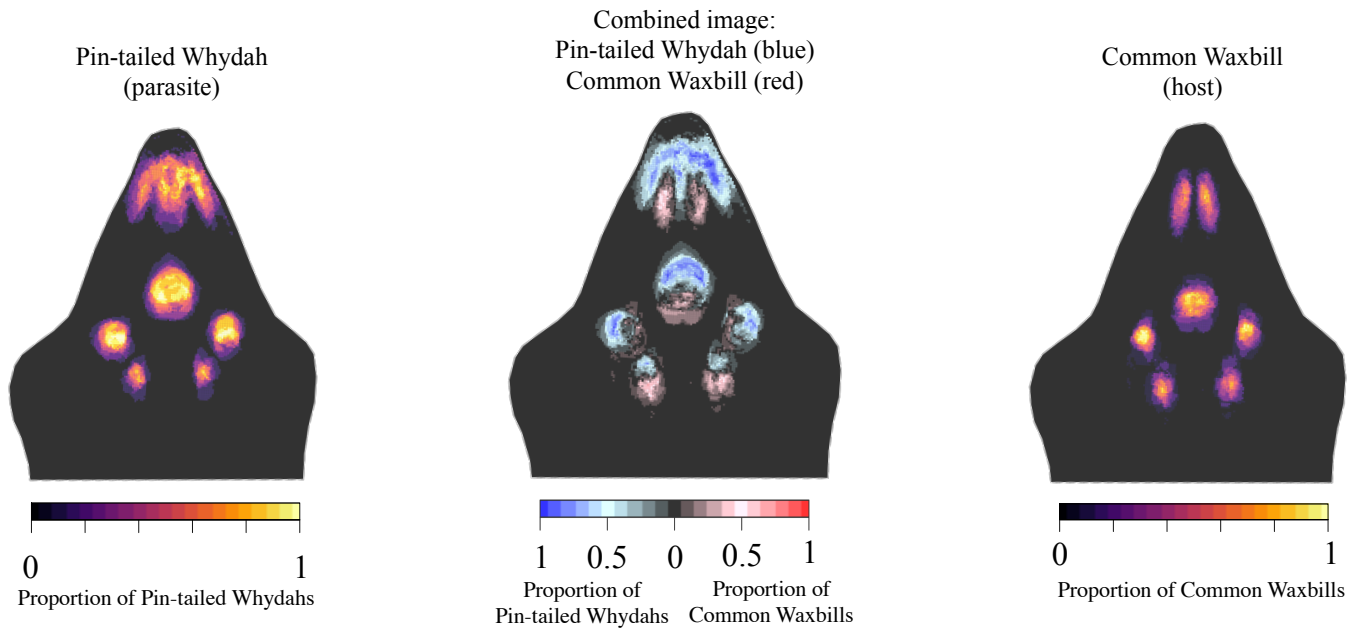 Pin-tailed Whydah
(parasite)
Combined image:
Pin-tailed Whydah (blue)
Common Waxbill (red)
Common Waxbill
(host)
0 1
Proportion of Pin-tailed Whydahs
1 0.5 0 0.5 1
Proportion of
Pin-tailed Whydahs
Proportion of
Common Waxbills
0 1
Proportion of Common Waxbills